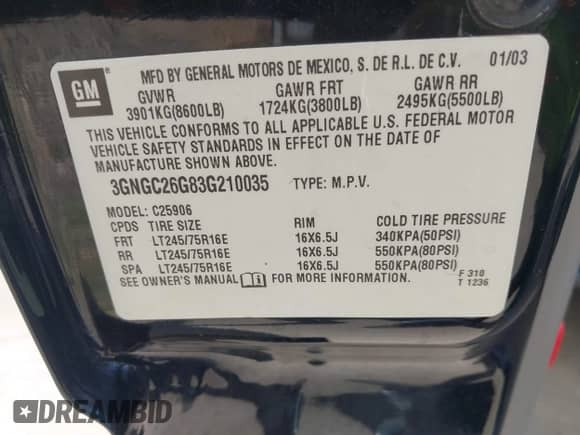 GM ®
MFD BY GENERAL MOTORS DE MEXICO, S. DE R.L. DE C.V. 01/03
GVWR GAWR FRT GAWR RR
3901KG(8600LB) 1724KG(3800LB) 2495KG(5500LB)
THIS VEHICLE CONFORMS TO ALL APPLICABLE U.S. FEDERAL MOTOR
VEHICLE SAFETY STANDARDS IN EFFECT ON THE DATE OF
MANUFACTURE SHOWN ABOVE.
3GNGC26G83G210035 TYPE: M.P.V.
MODEL: C25906
CPDS TIRE SIZE RIM COLD TIRE PRESSURE
FRT LT245/75R16E 16X6.5J 340KPA(50PSI)
RR LT245/75R16E 16X6.5J 550KPA(80PSI)
SPA LT245/75R16E 16X6.5J 550KPA(80PSI)
SEE OWNER'S MANUAL FOR MORE INFORMATION. F 310
T 1236
DREAMBID